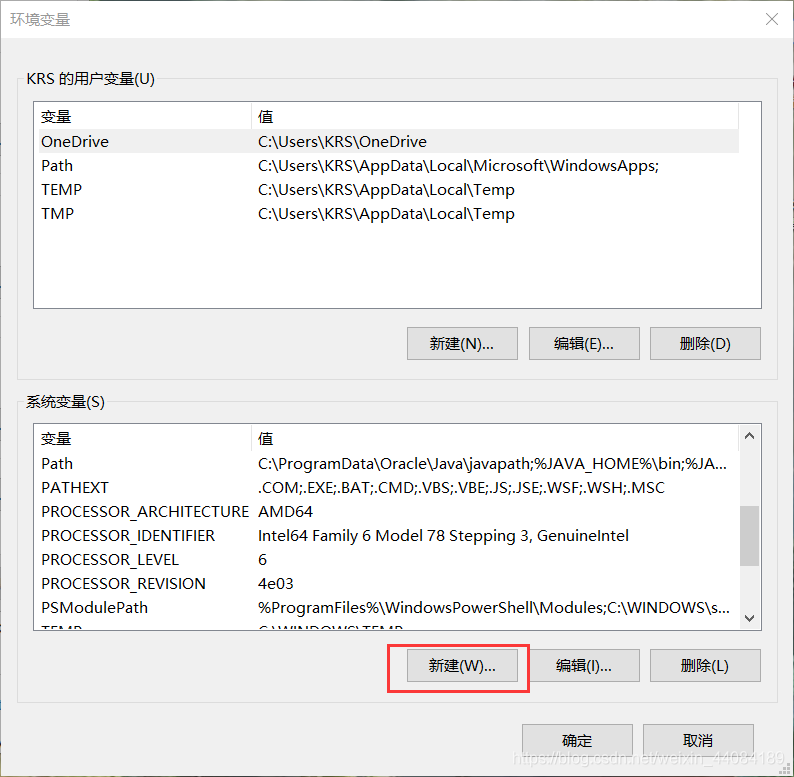 环境变量
KRS 的用户变量(U)
变量 值
OneDrive C:\Users\KRS\OneDrive
Path C:\Users\KRS\AppData\Local\Microsoft\WindowsApps;
TEMP C:\Users\KRS\AppData\Local\Temp
TMP C:\Users\KRS\AppData\Local\Temp
新建(N)... 编辑(E)... 删除(D)
系统变量(S)
变量 值
Path C:\ProgramData\Oracle\Java\javapath;%JAVA_HOME%\bin;%JA...
PATHEXT .COM;.EXE;.BAT;.CMD;.VBS;.VBE;.JS;.JSE;.WSF;.WSH;.MSC
PROCESSOR_ARCHITECTURE AMD64
PROCESSOR_IDENTIFIER Intel64 Family 6 Model 78 Stepping 3, GenuineIntel
PROCESSOR_LEVEL 6
PROCESSOR_REVISION 4e03
PSModulePath %ProgramFiles%\WindowsPowerShell\Modules;C:\WINDOWS\s...
TEMP C:\WINDOWS\TEMP
新建(W)... 编辑(I)... 删除(L)
确定 取消
https://blog.csdn.net/weixin_44084189